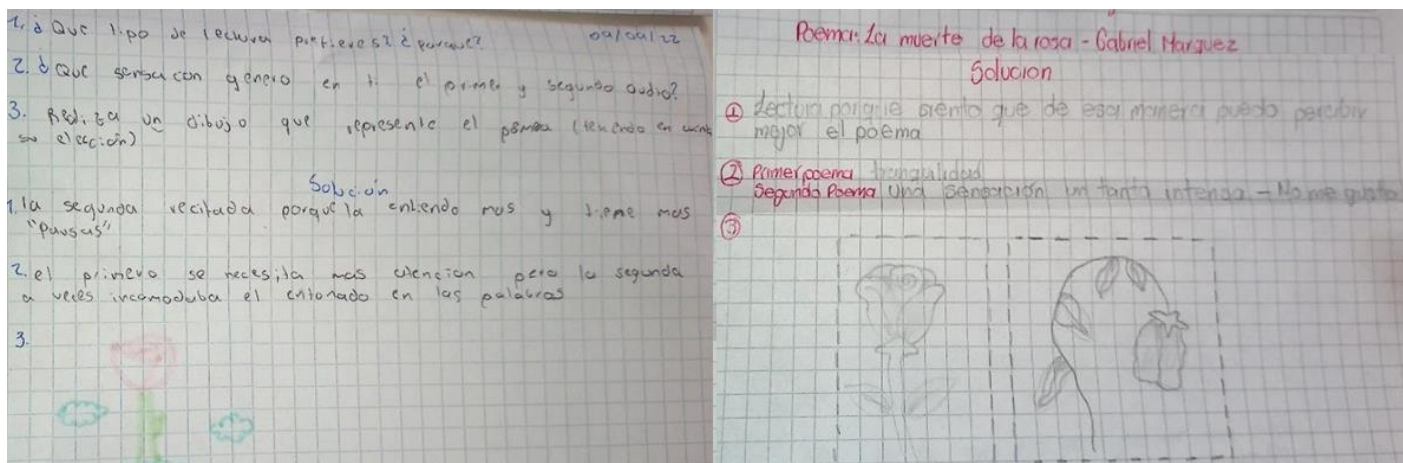 1. ¿Que tipo de lectura prefieres? ¿porque? 04/04/22
2. ¿Que sensacon genero en ti el primer y segundo audio?
3. Realiza un dibujo que represente el poema (teniendo en cuenta
su elección)
Solución
1. la segunda recitada porque la entiendo mas y tiene mas
"pausas"
2. el primero se necesita mas atencion pero la segunda
a veces incomodaba el entonado en las palabras
3.
Poema: La muerte de la rosa - Gabriel Marquez
Solucion
① Lectura porque siento que de esa manera puedo percibir
mejor el poema
② Primer poema tranquilidad
Segundo Poema Una sensación un tanto intensa - No me gusto
③